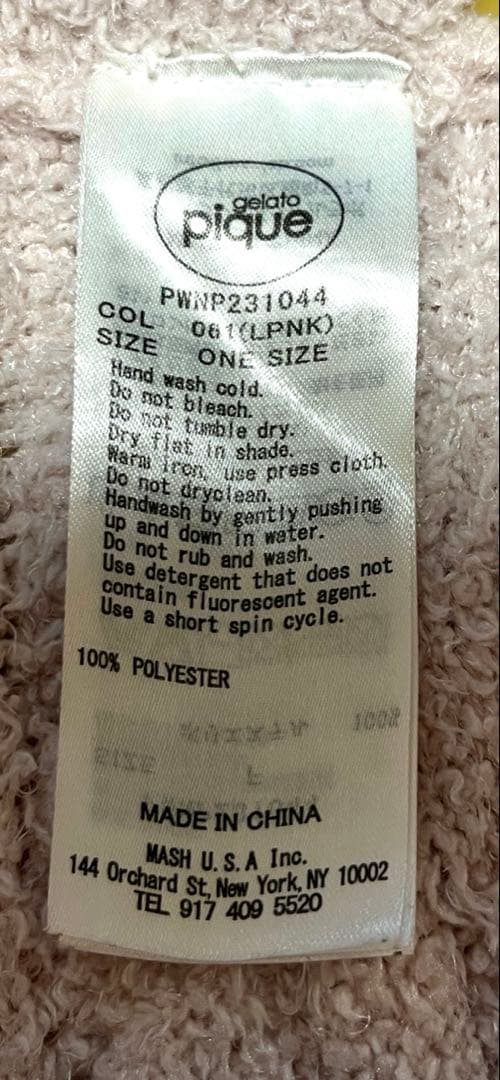 gelato
pique
PWNP231044
COL 061(LPNK)
SIZE ONE SIZE
Hand wash cold.
Do not bleach.
Do not tumble dry.
Dry flat in shade.
Warm iron, use press cloth.
Do not dryclean.
Handwash by gently pushing
up and down in water.
Do not rub and wash.
Use detergent that does not
contain fluorescent agent.
Use a short spin cycle.
100% POLYESTER
MADE IN CHINA
MASH U.S.A Inc.
144 Orchard St, New York, NY 10002
TEL 917 409 5520